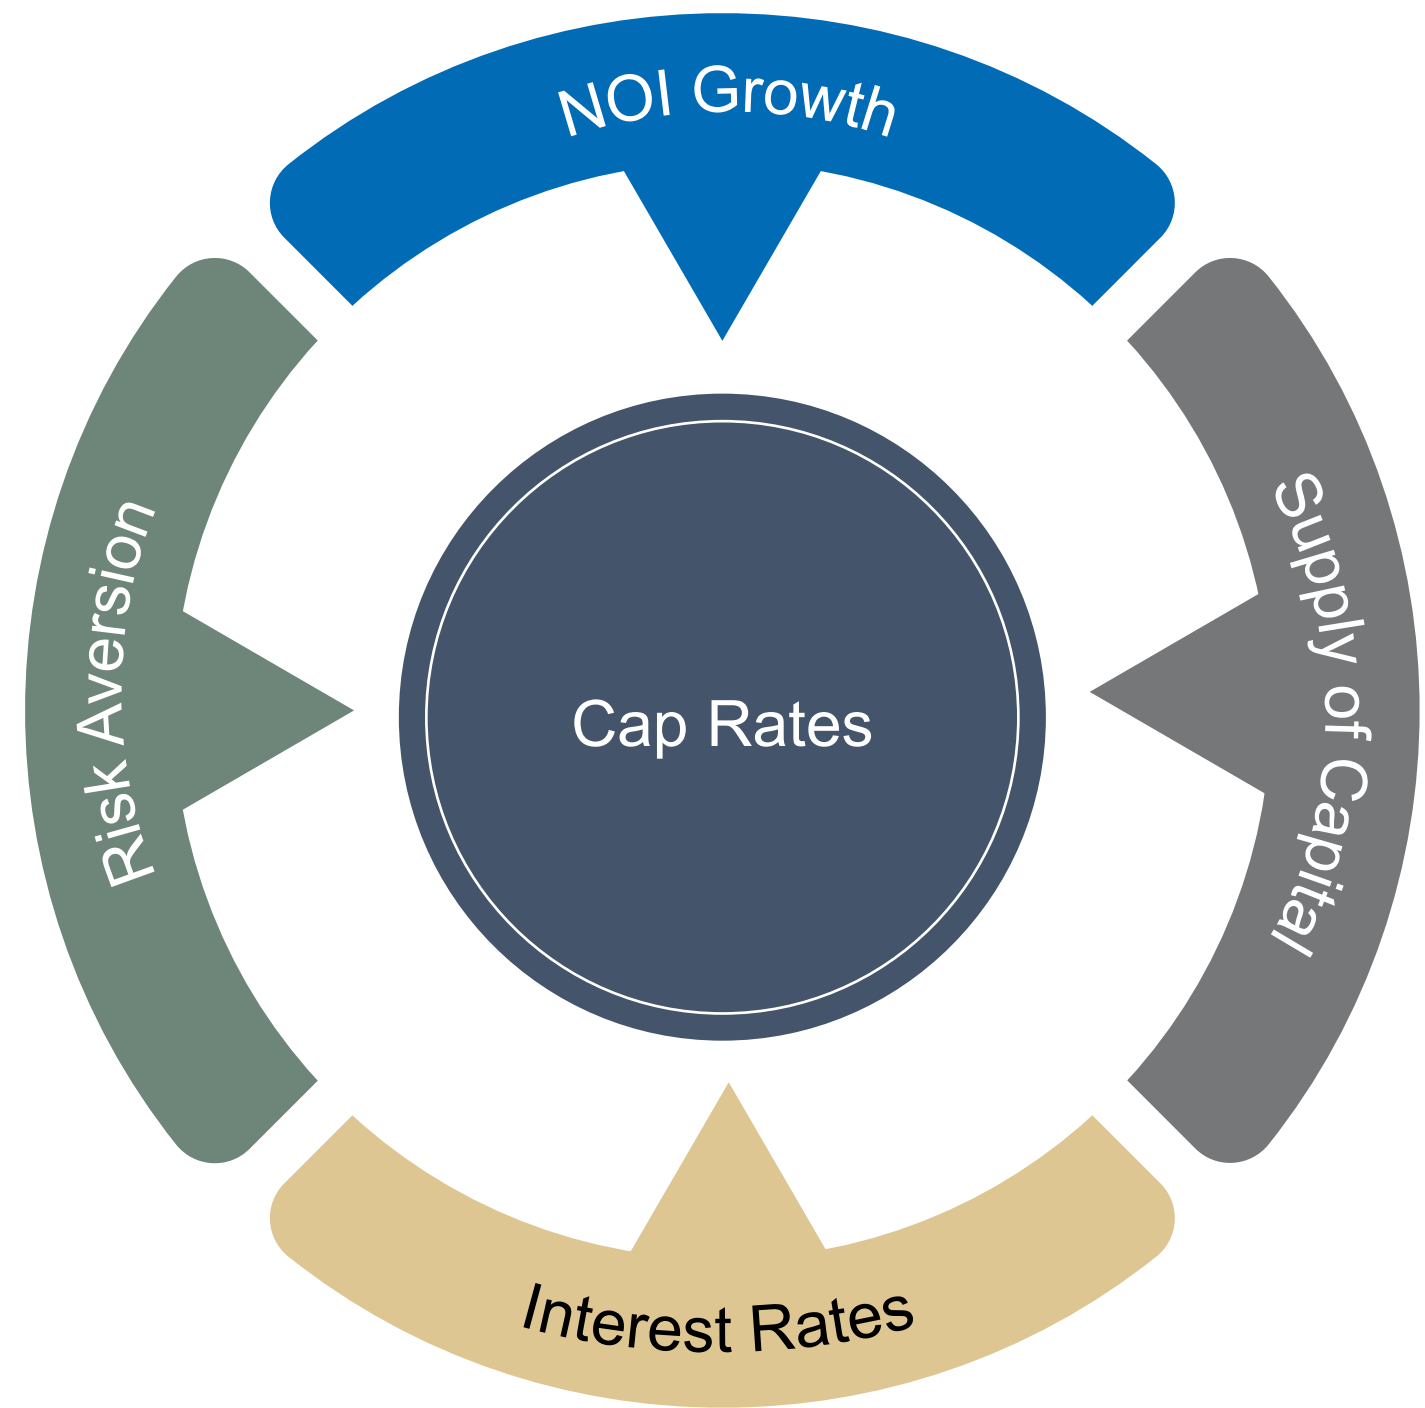 NOI Growth
Risk Aversion
Cap Rates
Supply of Capital
Interest Rates